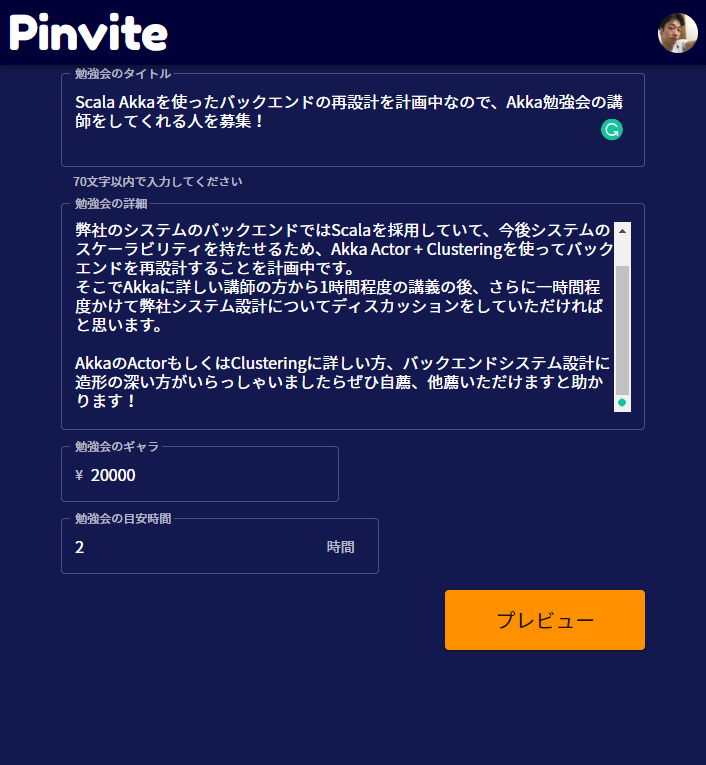 Pinvite
勉強会のタイトル
Scala Akkaを使ったバックエンドの再設計を計画中なので、Akka勉強会の講
師をしてくれる人を募集！
70文字以内で入力してください
勉強会の詳細
弊社のシステムのバックエンドではScalaを採用していて、今後システムの
スケーラビリティを持たせるため、Akka Actor + Clusteringを使ってバック
エンドを再設計することを計画中です。
そこでAkkaに詳しい講師の方から1時間程度の講義の後、さらに一時間程
度かけて弊社システム設計についてディスカッションをしていただければ
と思います。
AkkaのActorもしくはClusteringに詳しい方、バックエンドシステム設計に
造形の深い方がいらっしゃいましたらぜひ自薦、他薦いただけますと助か
ります！
勉強会のギャラ
¥ 20000
勉強会の目安時間
2 時間
プレビュー